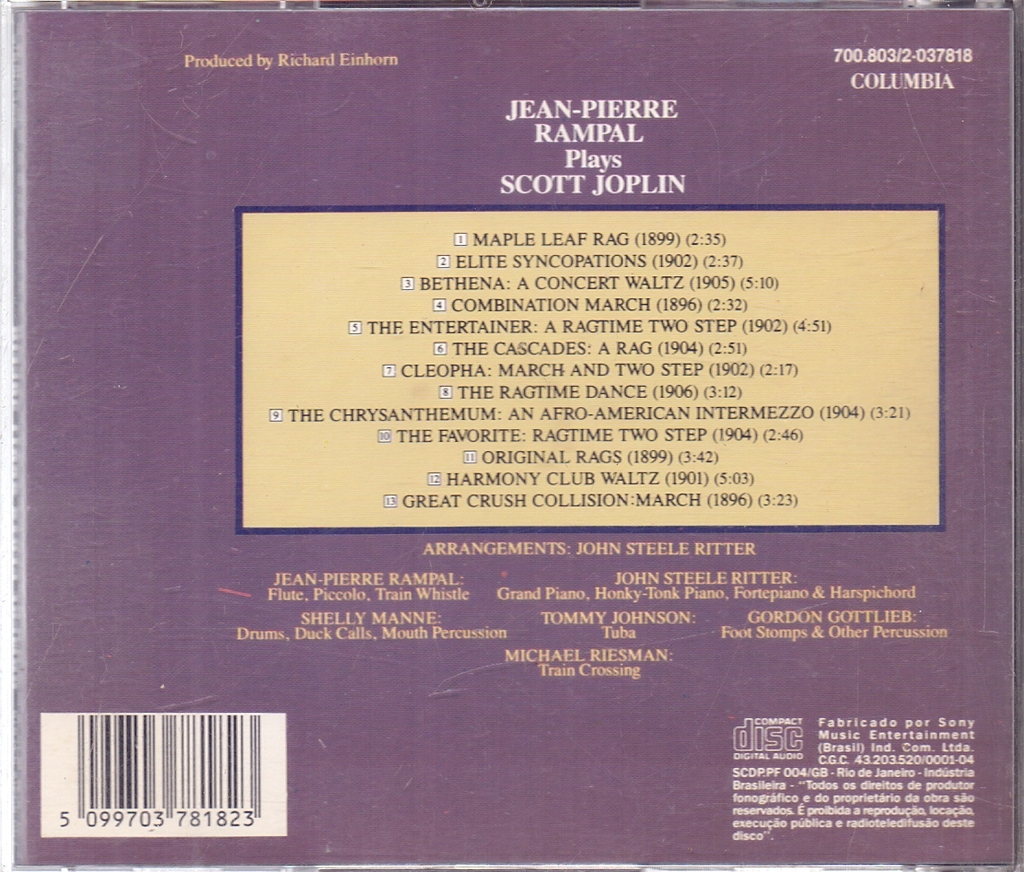 Produced by Richard Einhorn
700.803/2-037818
COLUMBIA
JEAN-PIERRE
RAMPAL
Plays
SCOTT JOPLIN
1 MAPLE LEAF RAG (1899) (2:35)
2 ELITE SYNCOPATIONS (1902) (2:37)
3 BETHENA: A CONCERT WALTZ (1905) (5:10)
4 COMBINATION MARCH (1896) (2:32)
5 THE ENTERTAINER: A RAGTIME TWO STEP (1902) (4:51)
6 THE CASCADES: A RAG (1904) (2:51)
7 CLEOPHA: MARCH AND TWO STEP (1902) (2:17)
8 THE RAGTIME DANCE (1906) (3:12)
9 THE CHRYSANTHEMUM: AN AFRO-AMERICAN INTERMEZZO (1904) (3:21)
10 THE FAVORITE: RAGTIME TWO STEP (1904) (2:46)
11 ORIGINAL RAGS (1899) (3:42)
12 HARMONY CLUB WALTZ (1901) (5:03)
13 GREAT CRUSH COLLISION:MARCH (1896) (3:23)
ARRANGEMENTS: JOHN STEELE RITTER
JEAN-PIERRE RAMPAL:
Flute, Piccolo, Train Whistle
JOHN STEELE RITTER:
Grand Piano, Honky-Tonk Piano, Fortepiano & Harpsichord
SHELLY MANNE:
Drums, Duck Calls, Mouth Percussion
TOMMY JOHNSON:
Tuba
GORDON GOTTLIEB:
Foot Stomps & Other Percussion
MICHAEL RIESMAN:
Train Crossing
5 099703 781823
COMPACT
disc
DIGITAL AUDIO
Fabricado por Sony
Music Entertainment
(Brasil) Ind. Com. Ltda.
C.G.C. 43.203.520/0001-04
SCDP.PF 004/GB - Rio de Janeiro - Indústria
Brasileira - "Todos os direitos de produtor
fonográfico e do proprietário da obra são
reservados. É proibida a reprodução, locação,
execução pública e radioteledifusão deste
disco".